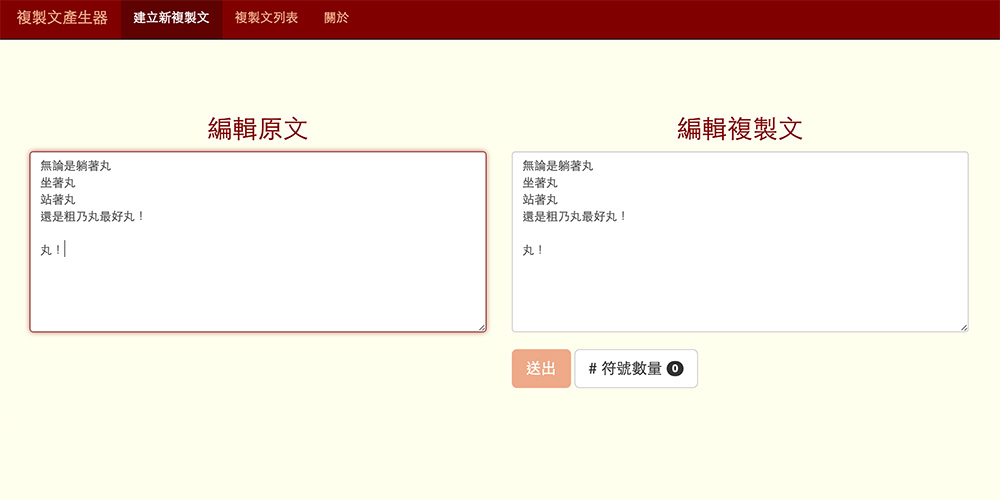 複製文產生器 建立新複製文 複製文列表 關於
編輯原文
無論是躺著丸
坐著丸
站著丸
還是粗乃丸最好丸！
丸！
編輯複製文
無論是躺著丸
坐著丸
站著丸
還是粗乃丸最好丸！
丸！
送出 # 符號數量 0